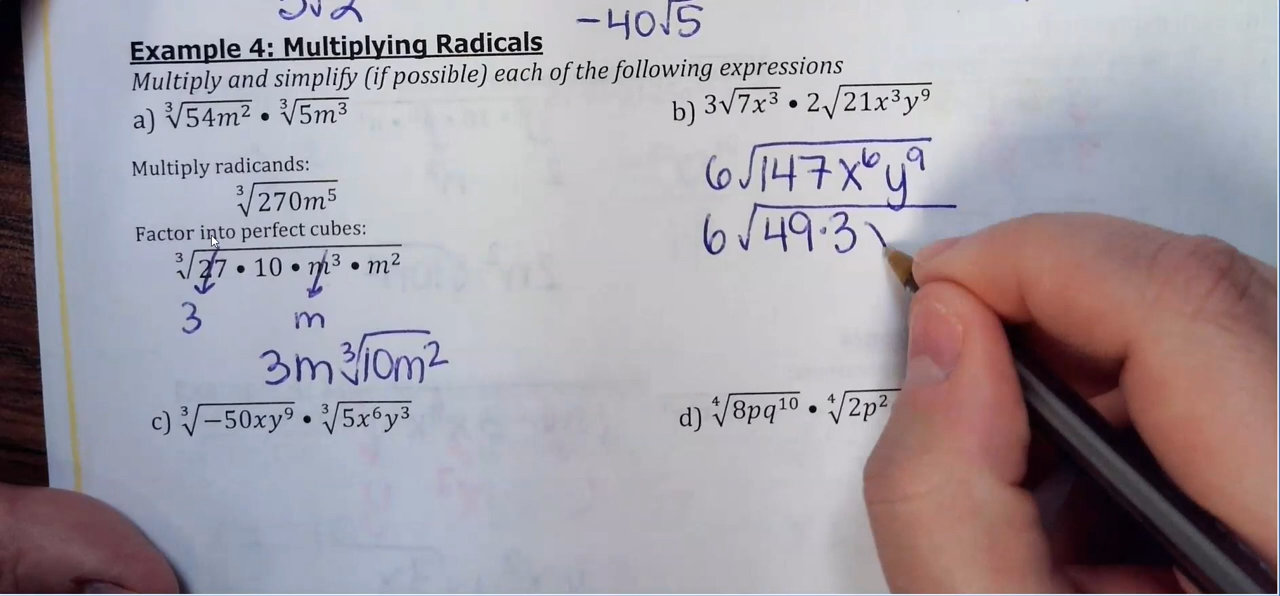 3√2
-40√5
Example 4: Multiplying Radicals
Multiply and simplify (if possible) each of the following expressions
a) ∛54m² • ∛5m³
b) 3√7x³ • 2√21x³y⁹
Multiply radicands:
∛270m⁵
Factor into perfect cubes:
∛27 • 10 • m³ • m²
3 m
3m∛10m²
6√147x⁶y⁹
6√49·3
c) ∛−50xy⁹ • ∛5x⁶y³
d) ∜8pq¹⁰ • ∜2p²